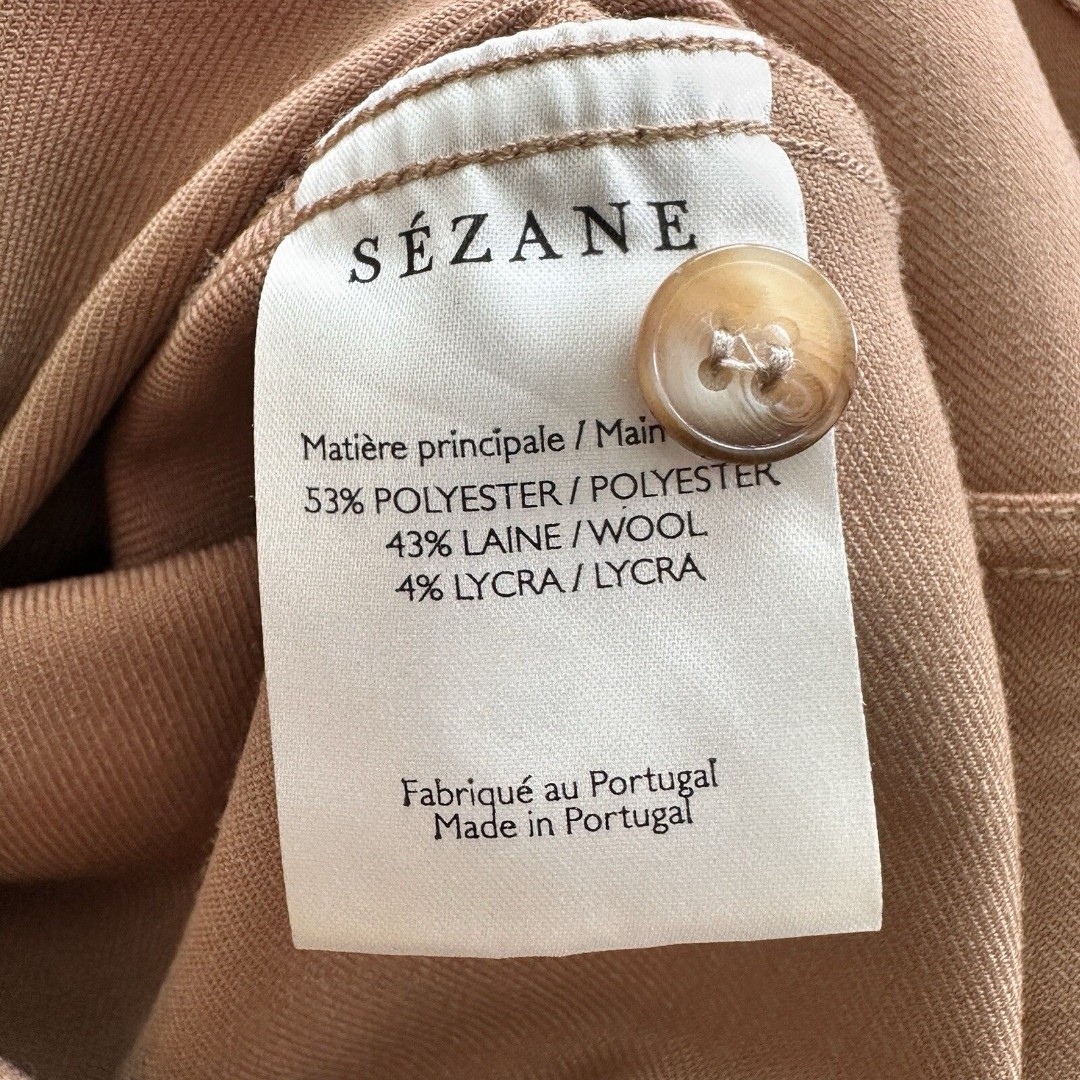 SÉZANE
Matière principale / Main
53% POLYESTER / POLYESTER
43% LAINE / WOOL
4% LYCRA / LYCRA
Fabriqué au Portugal
Made in Portugal